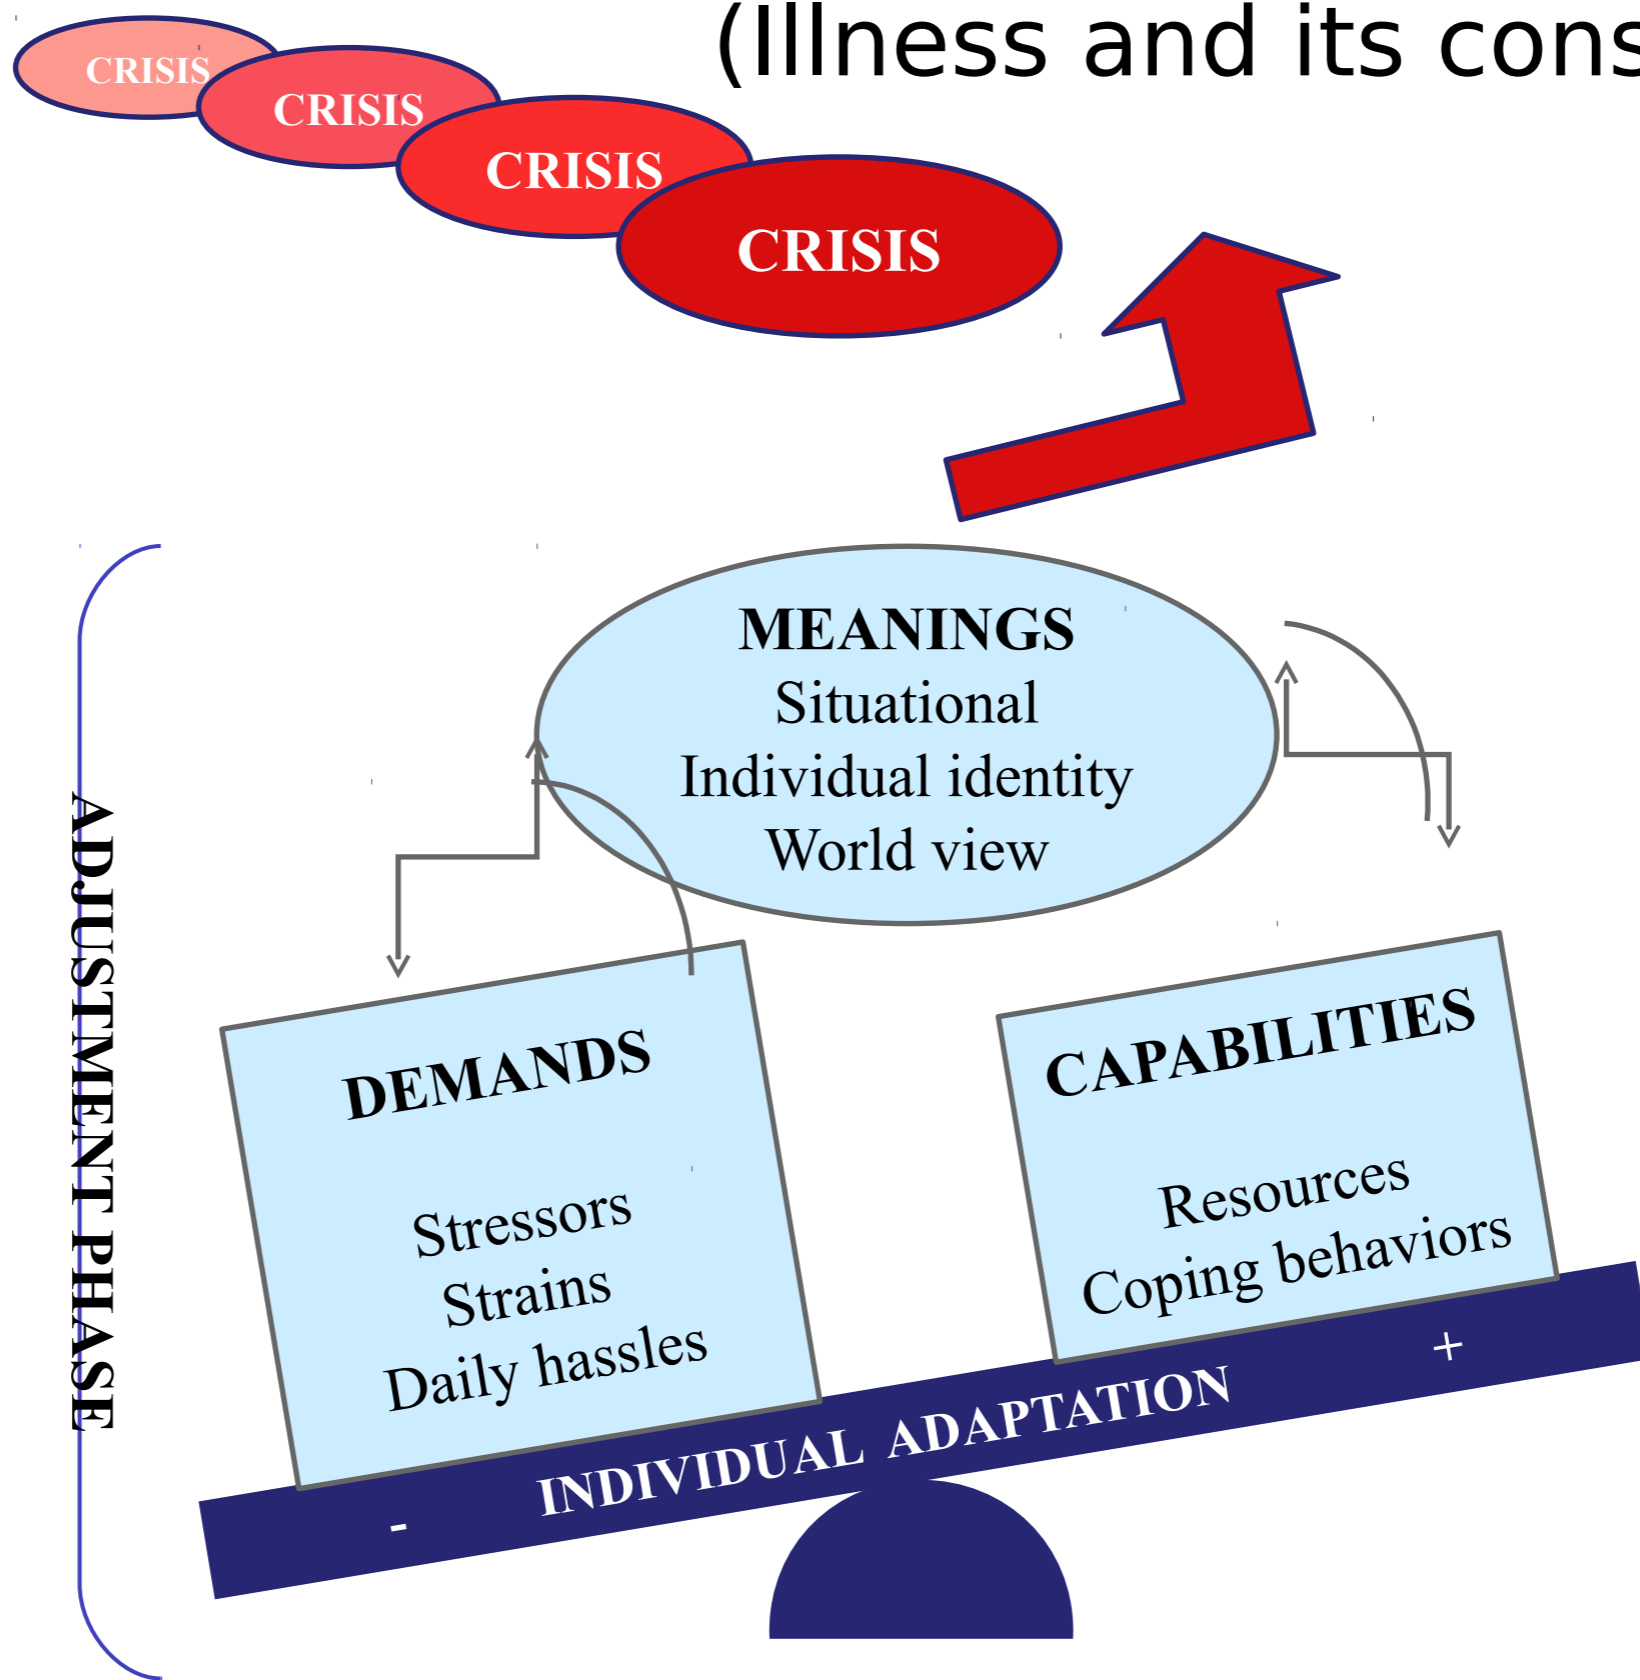 (Illness and its cons
CRISIS
CRISIS
CRISIS
CRISIS
MEANINGS
Situational
Individual identity
World view
ADJUSTMENT PHASE
DEMANDS
Stressors
Strains
Daily hassles
CAPABILITIES
Resources
Coping behaviors
- INDIVIDUAL ADAPTATION +